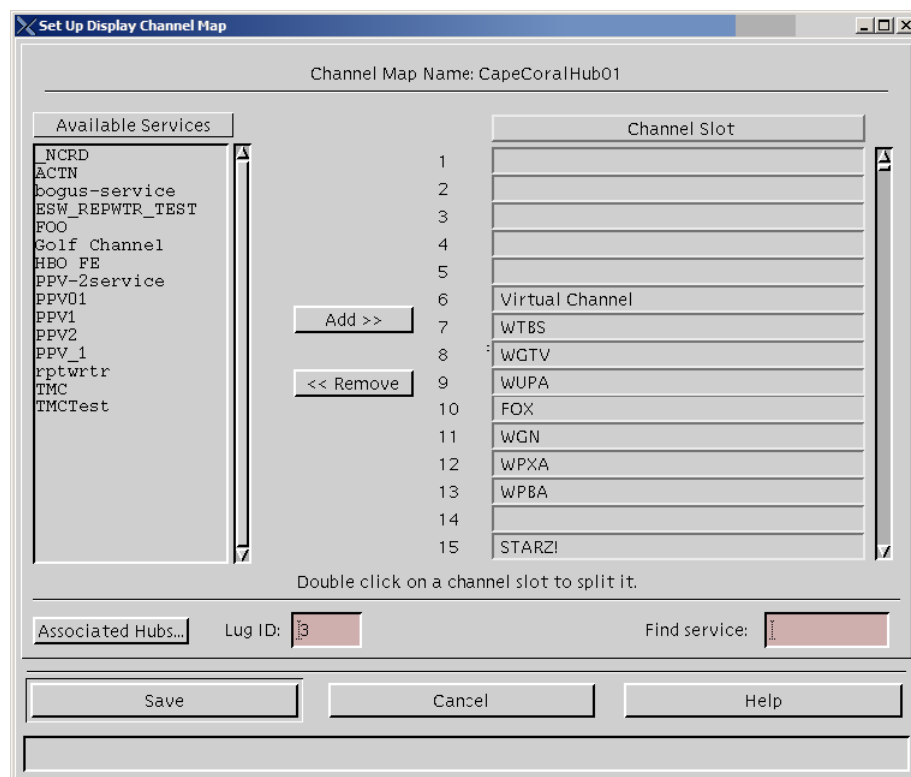 Set Up Display Channel Map
Channel Map Name: CapeCoralHub01
Available Services
Channel Slot
_NCRD
ACTN
bogus-service
ESW_REPWTR_TEST
FOO
Golf Channel
HBO FE
PPV-2service
PPV01
PPV1
PPV2
PPV_1
rptwrtr
TMC
TMCTest
Add >>
<< Remove
1
2
3
4
5
6 Virtual Channel
7 WTBS
8 WGTV
9 WUPA
10 FOX
11 WGN
12 WPXA
13 WPBA
14
15 STARZ!
Double click on a channel slot to split it.
Associated Hubs... Lug ID: 3 Find service:
Save Cancel Help